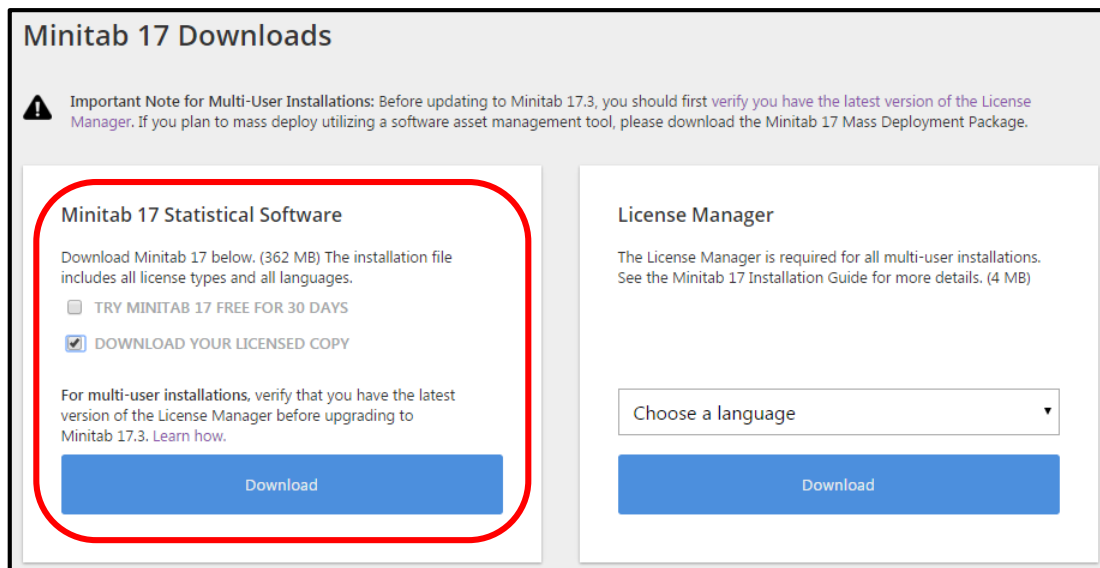 Minitab 17 Downloads
Important Note for Multi-User Installations: Before updating to Minitab 17.3, you should first verify you have the latest version of the License
Manager. If you plan to mass deploy utilizing a software asset management tool, please download the Minitab 17 Mass Deployment Package.
Minitab 17 Statistical Software
Download Minitab 17 below. (362 MB) The installation file
includes all license types and all languages.
TRY MINITAB 17 FREE FOR 30 DAYS
DOWNLOAD YOUR LICENSED COPY
For multi-user installations, verify that you have the latest
version of the License Manager before upgrading to
Minitab 17.3. Learn how.
Download
License Manager
The License Manager is required for all multi-user installations.
See the Minitab 17 Installation Guide for more details. (4 MB)
Choose a language
Download